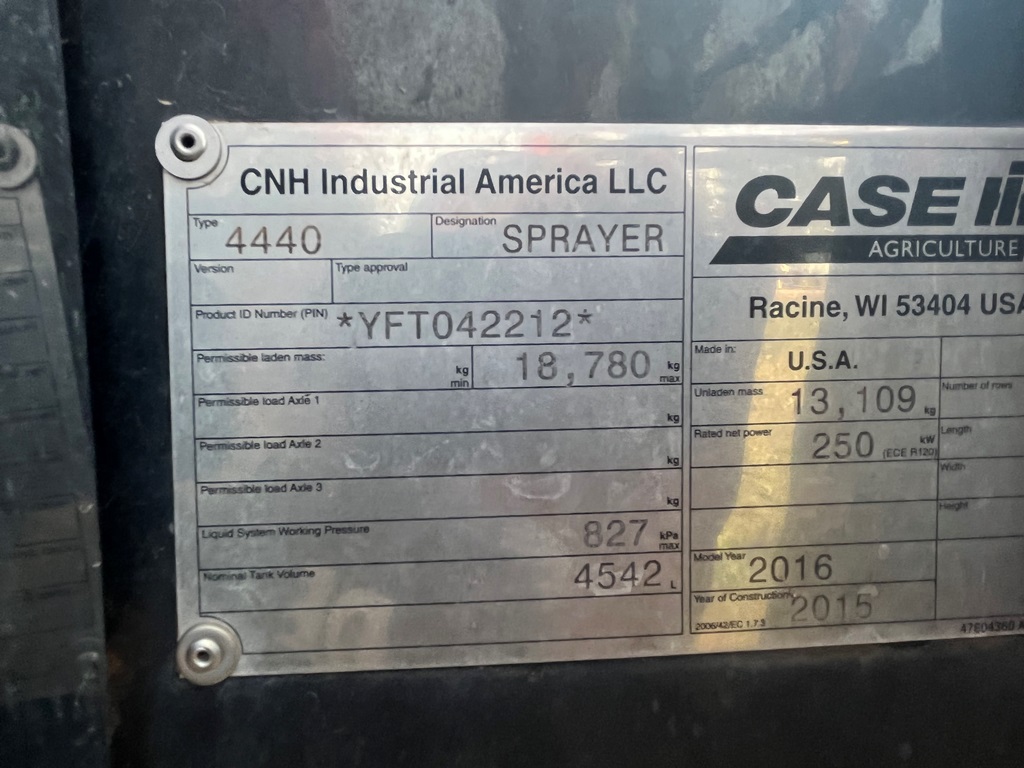 CNH Industrial America LLC
Type
4440
Designation
SPRAYER
Version
Type approval
Product ID Number (PIN)
*YFT042212*
Permissible laden mass:
kg
min
18,780
kg
max
Permissible load Axle 1
kg
Permissible load Axle 2
kg
Permissible load Axle 3
kg
Liquid System Working Pressure
827
kPa
max
Nominal Tank Volume
4542
L
CASE IH
AGRICULTURE
Racine, WI 53404 USA
Made in:
U.S.A.
Unladen mass
13,109
kg
Number of rows
Rated net power
250
kW
(ECE R120)
Length
Width
Height
Model Year
2016
Year of Construction
2015
2006/42/EC 1.7.3
47804360 A